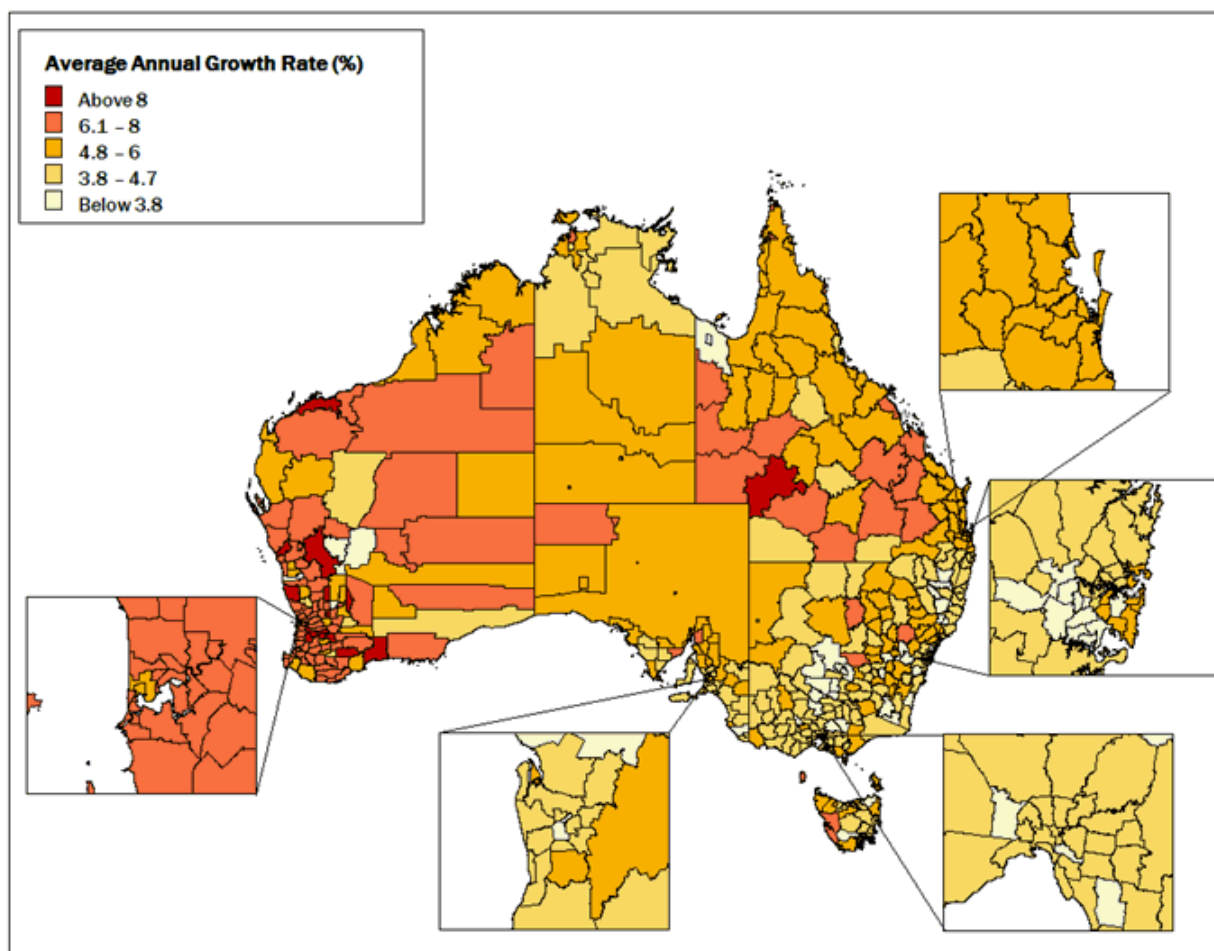 Average Annual Growth Rate (%)
Above 8
6.1 – 8
4.8 – 6
3.8 – 4.7
Below 3.8